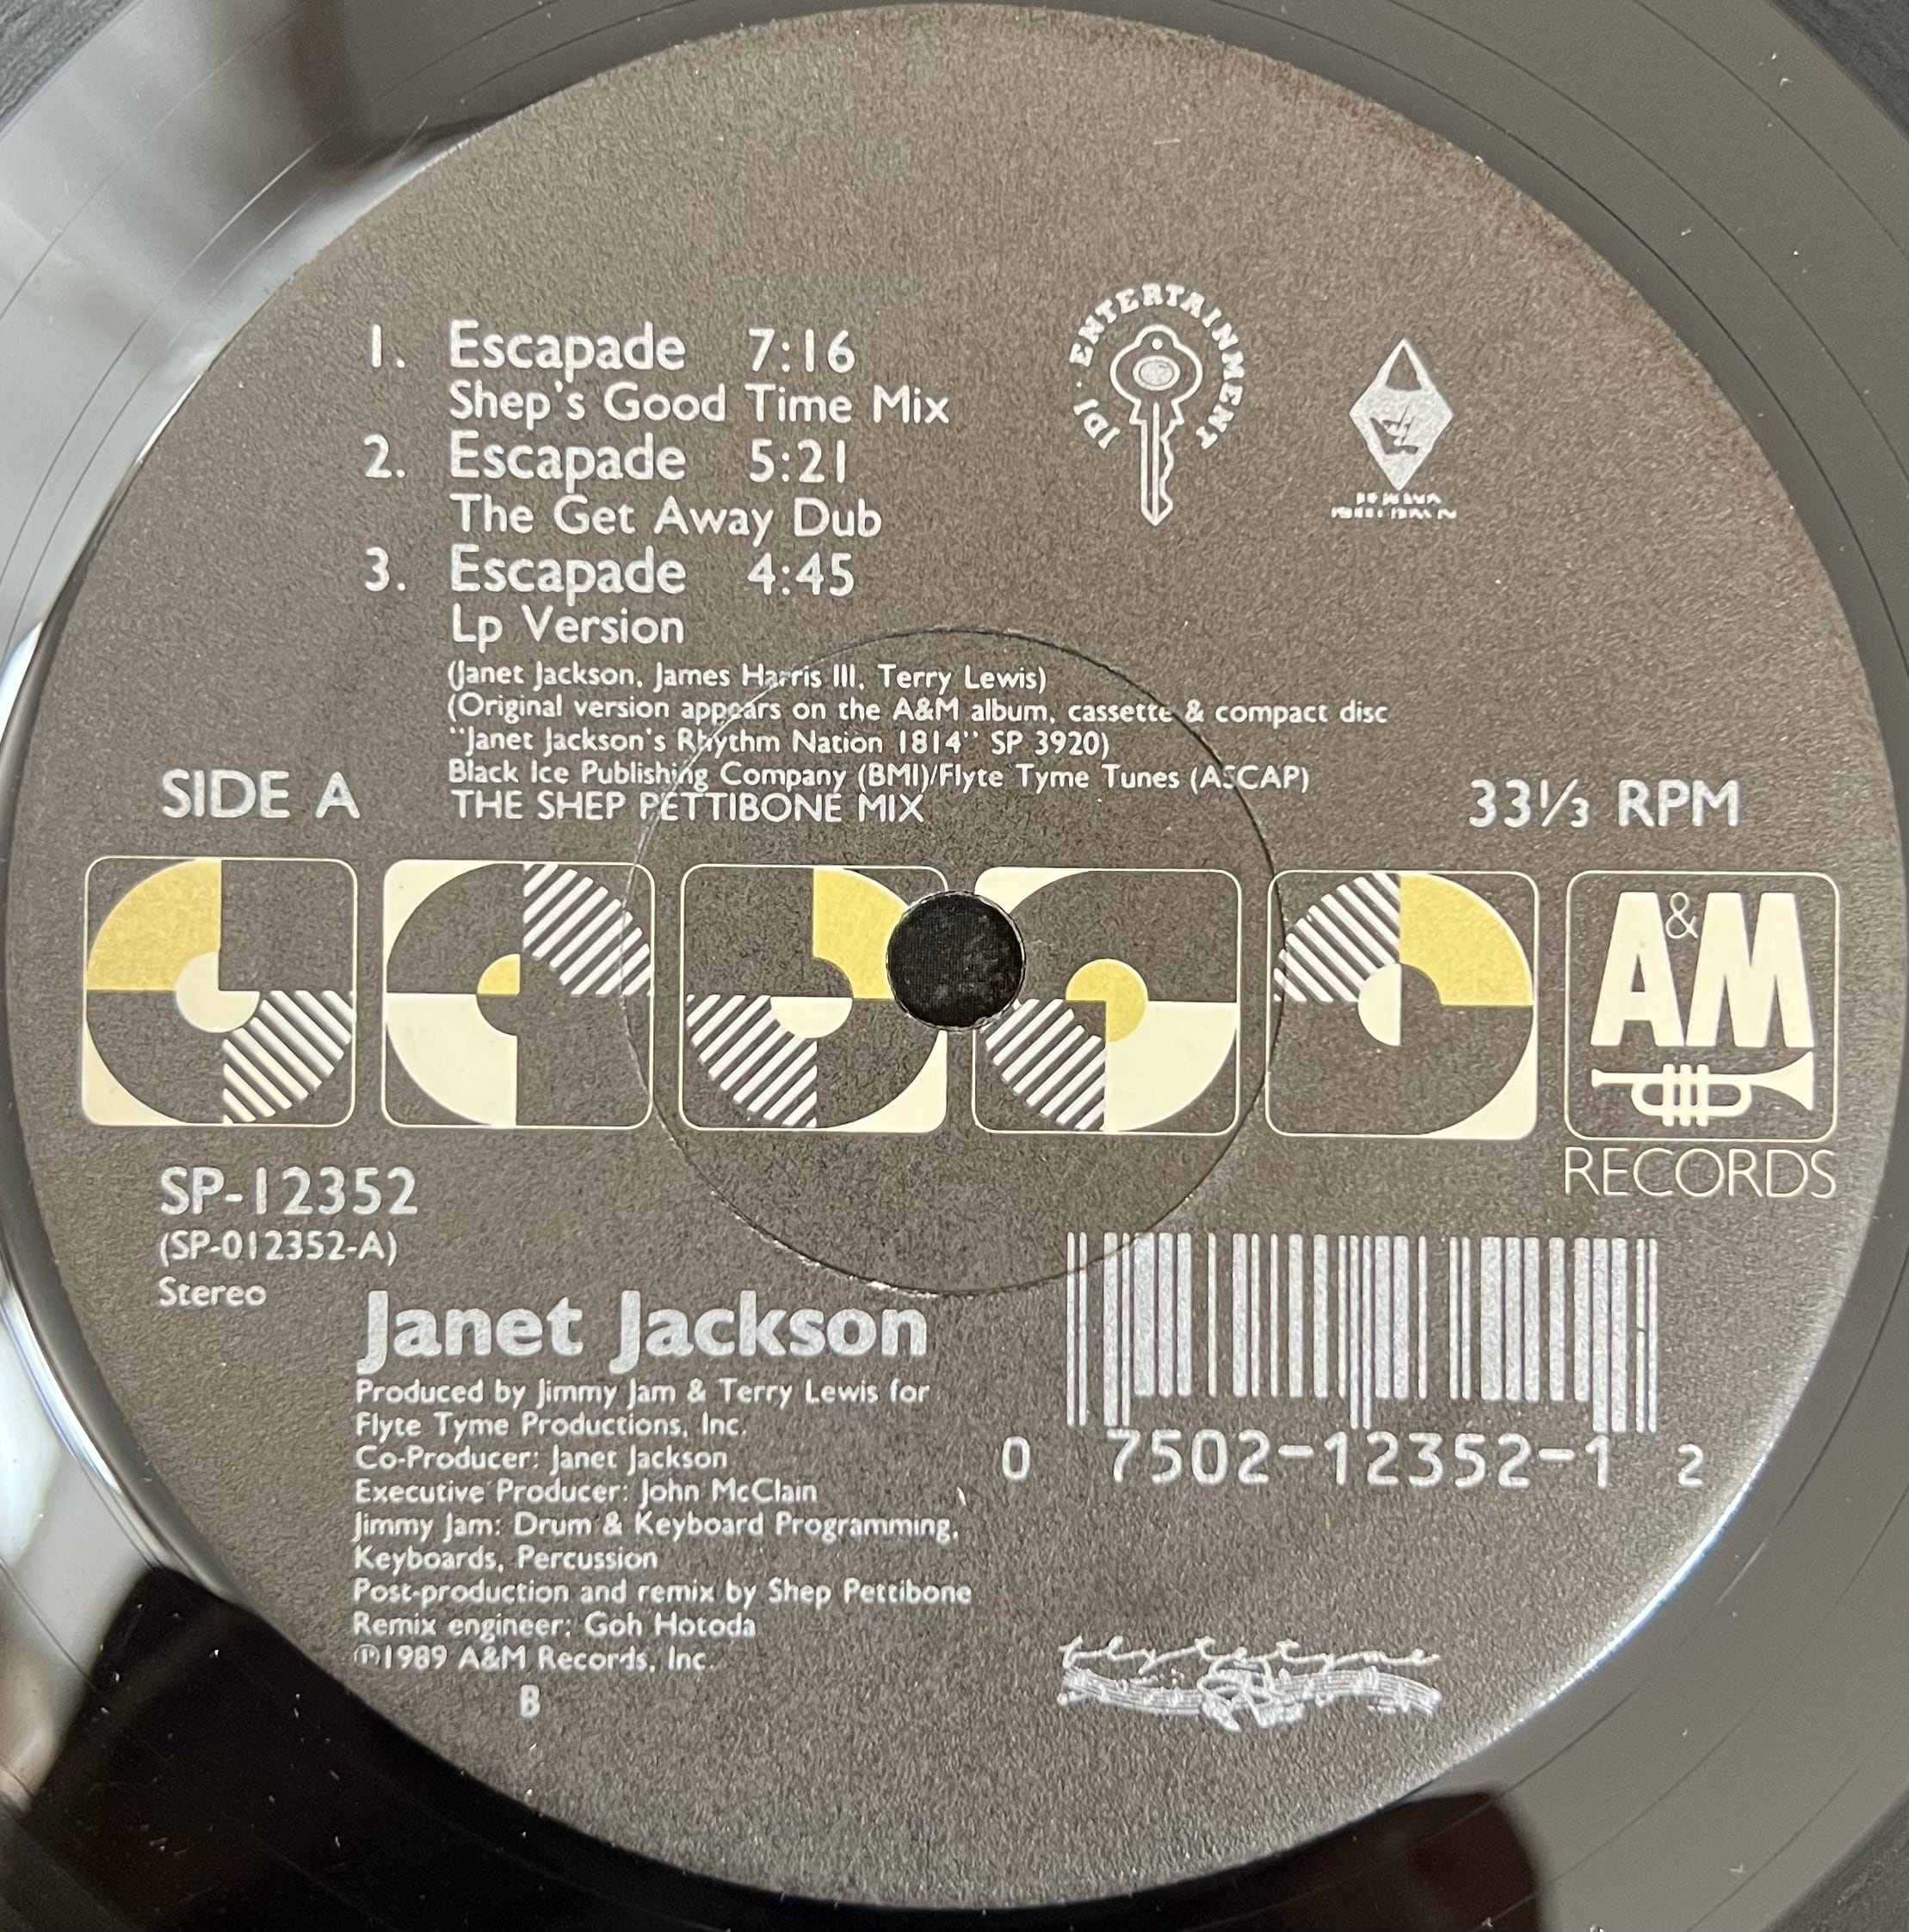 1. Escapade 7:16
Shep's Good Time Mix
2. Escapade 5:21
The Get Away Dub
3. Escapade 4:45
Lp Version
(Janet Jackson, James Harris III, Terry Lewis)
(Original version appears on the A&M album, cassette & compact disc
"Janet Jackson's Rhythm Nation 1814" SP 3920)
Black Ice Publishing Company (BMI)/Flyte Tyme Tunes (ASCAP)
THE SHEP PETTIBONE MIX
IDI · ENTERTAINMENT
SIDE A
33⅓ RPM
A&M
RECORDS
SP-12352
(SP-012352-A)
Stereo
Janet Jackson
Produced by Jimmy Jam & Terry Lewis for
Flyte Tyme Productions, Inc.
Co-Producer: Janet Jackson
Executive Producer: John McClain
Jimmy Jam: Drum & Keyboard Programming,
Keyboards, Percussion
Post-production and remix by Shep Pettibone
Remix engineer: Goh Hotoda
℗1989 A&M Records, Inc.
B
0 7502-12352-1 2
flyte tyme